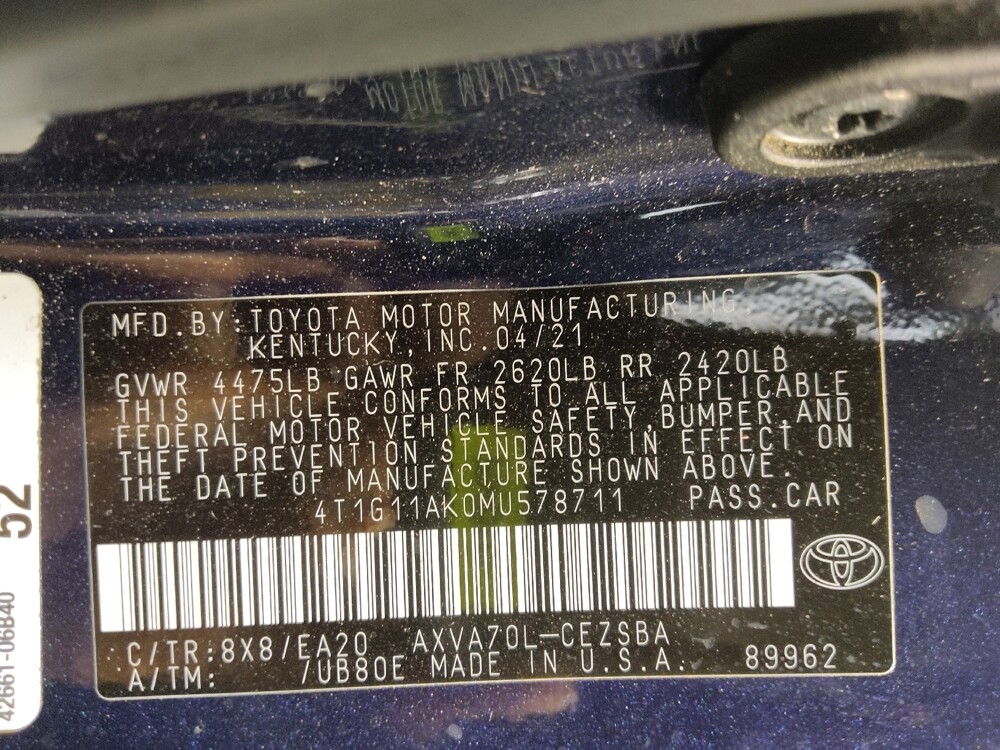 MFD.BY:TOYOTA MOTOR MANUFACTURING,
KENTUCKY,INC.04/21
GVWR 4475LB GAWR FR 2620LB RR 2420LB
THIS VEHICLE CONFORMS TO ALL APPLICABLE
FEDERAL MOTOR VEHICLE SAFETY,BUMPER,AND
THEFT PREVENTION STANDARDS IN EFFECT ON
THE DATE OF MANUFACTURE SHOWN ABOVE.
4T1G11AK0MU578711 PASS.CAR
C/TR:8X8/EA20 AXVA70L-CEZSBA
A/TM: /UB80E MADE IN U.S.A. 89962
52
42661-06B40